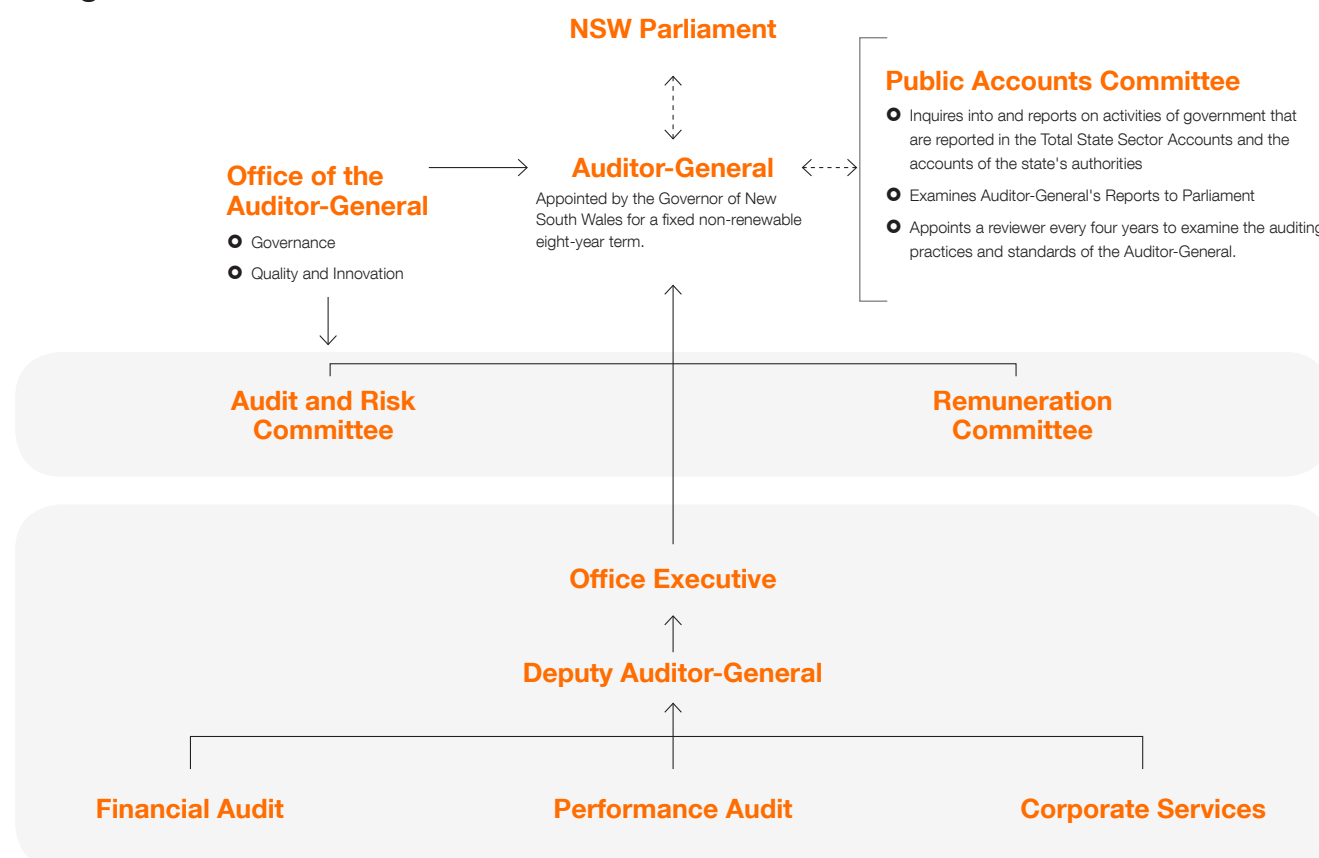 NSW Parliament
Public Accounts Committee
Inquires into and reports on activities of government that
are reported in the Total State Sector Accounts and the
accounts of the state's authorities
Examines Auditor-General's Reports to Parliament
Appoints a reviewer every four years to examine the auditing
practices and standards of the Auditor-General.
Auditor-General
Appointed by the Governor of New
South Wales for a fixed non-renewable
eight-year term.
Office of the
Auditor-General
Governance
Quality and Innovation
Audit and Risk
Committee
Remuneration
Committee
Office Executive
Deputy Auditor-General
Financial Audit
Performance Audit
Corporate Services